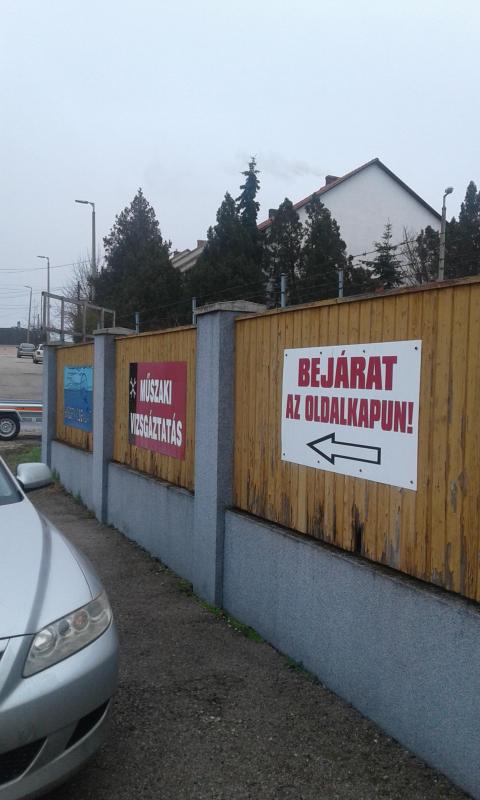 BEJÁRAT
AZ OLDALKAPUN!
MŰSZAKI
VIZSGÁZTATÁS